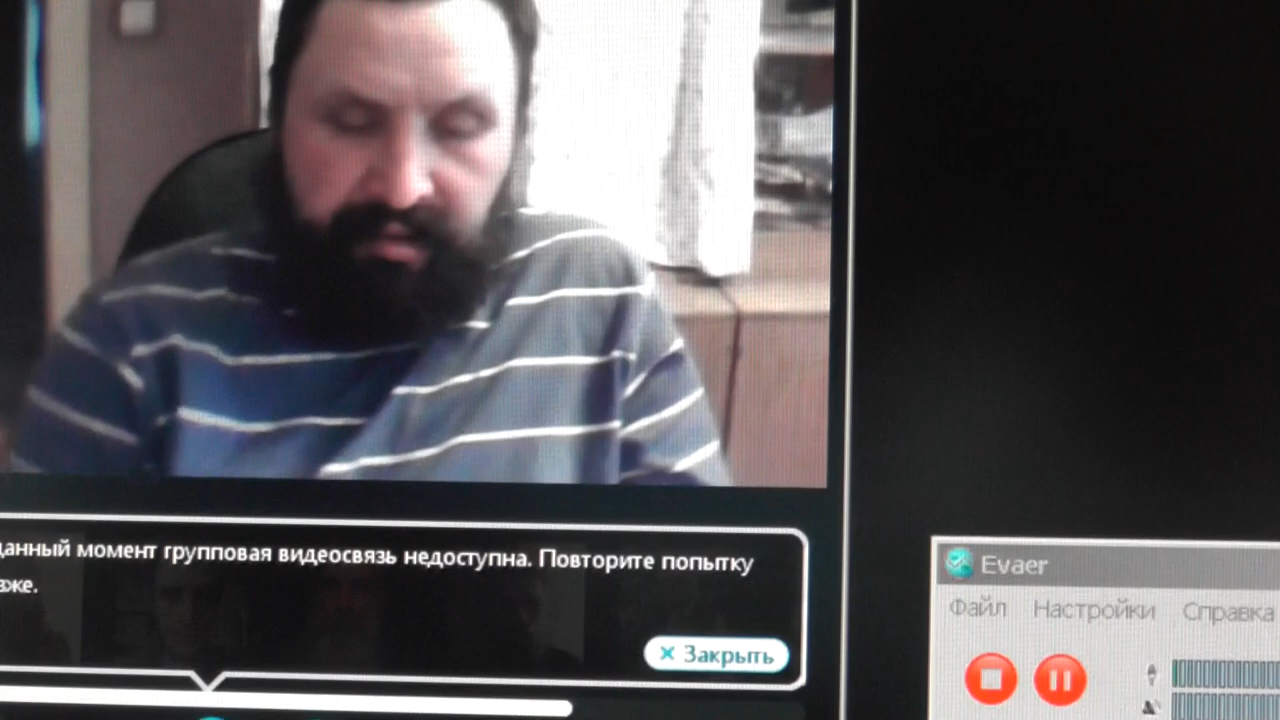 данный момент групповая видеосвязь недоступна. Повторите попытку
зже.
Закрыть
Evaer
Файл Настройки Справка